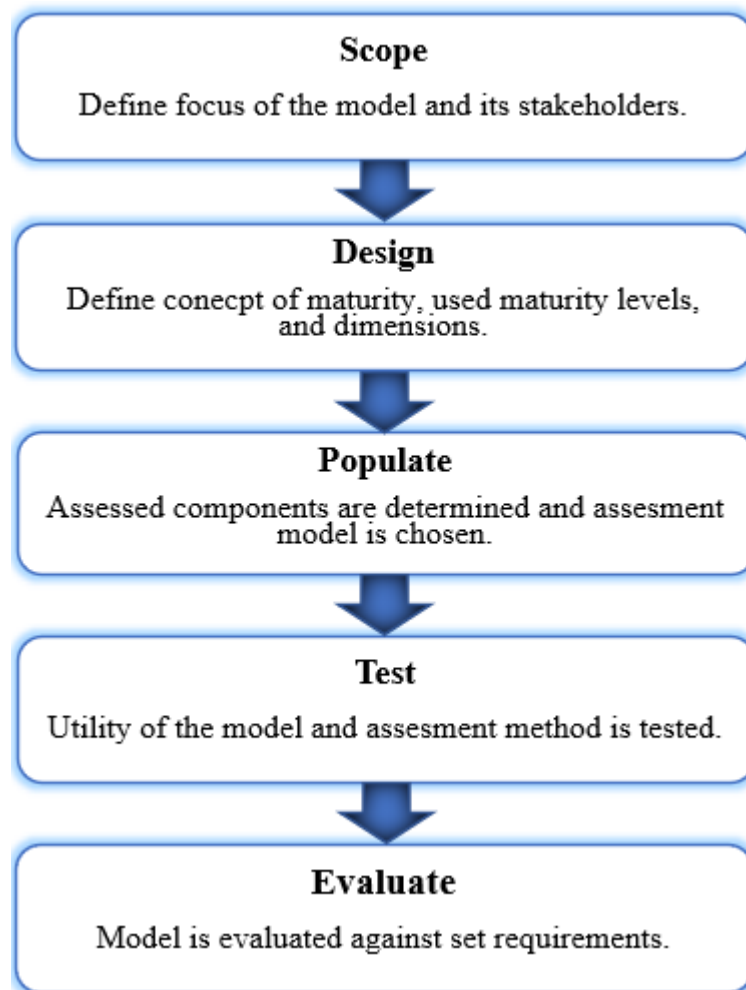 Scope
Define focus of the model and its stakeholders.
Design
Define conecpt of maturity, used maturity levels,
and dimensions.
Populate
Assessed components are determined and assesment
model is chosen.
Test
Utility of the model and assesment method is tested.
Evaluate
Model is evaluated against set requirements.